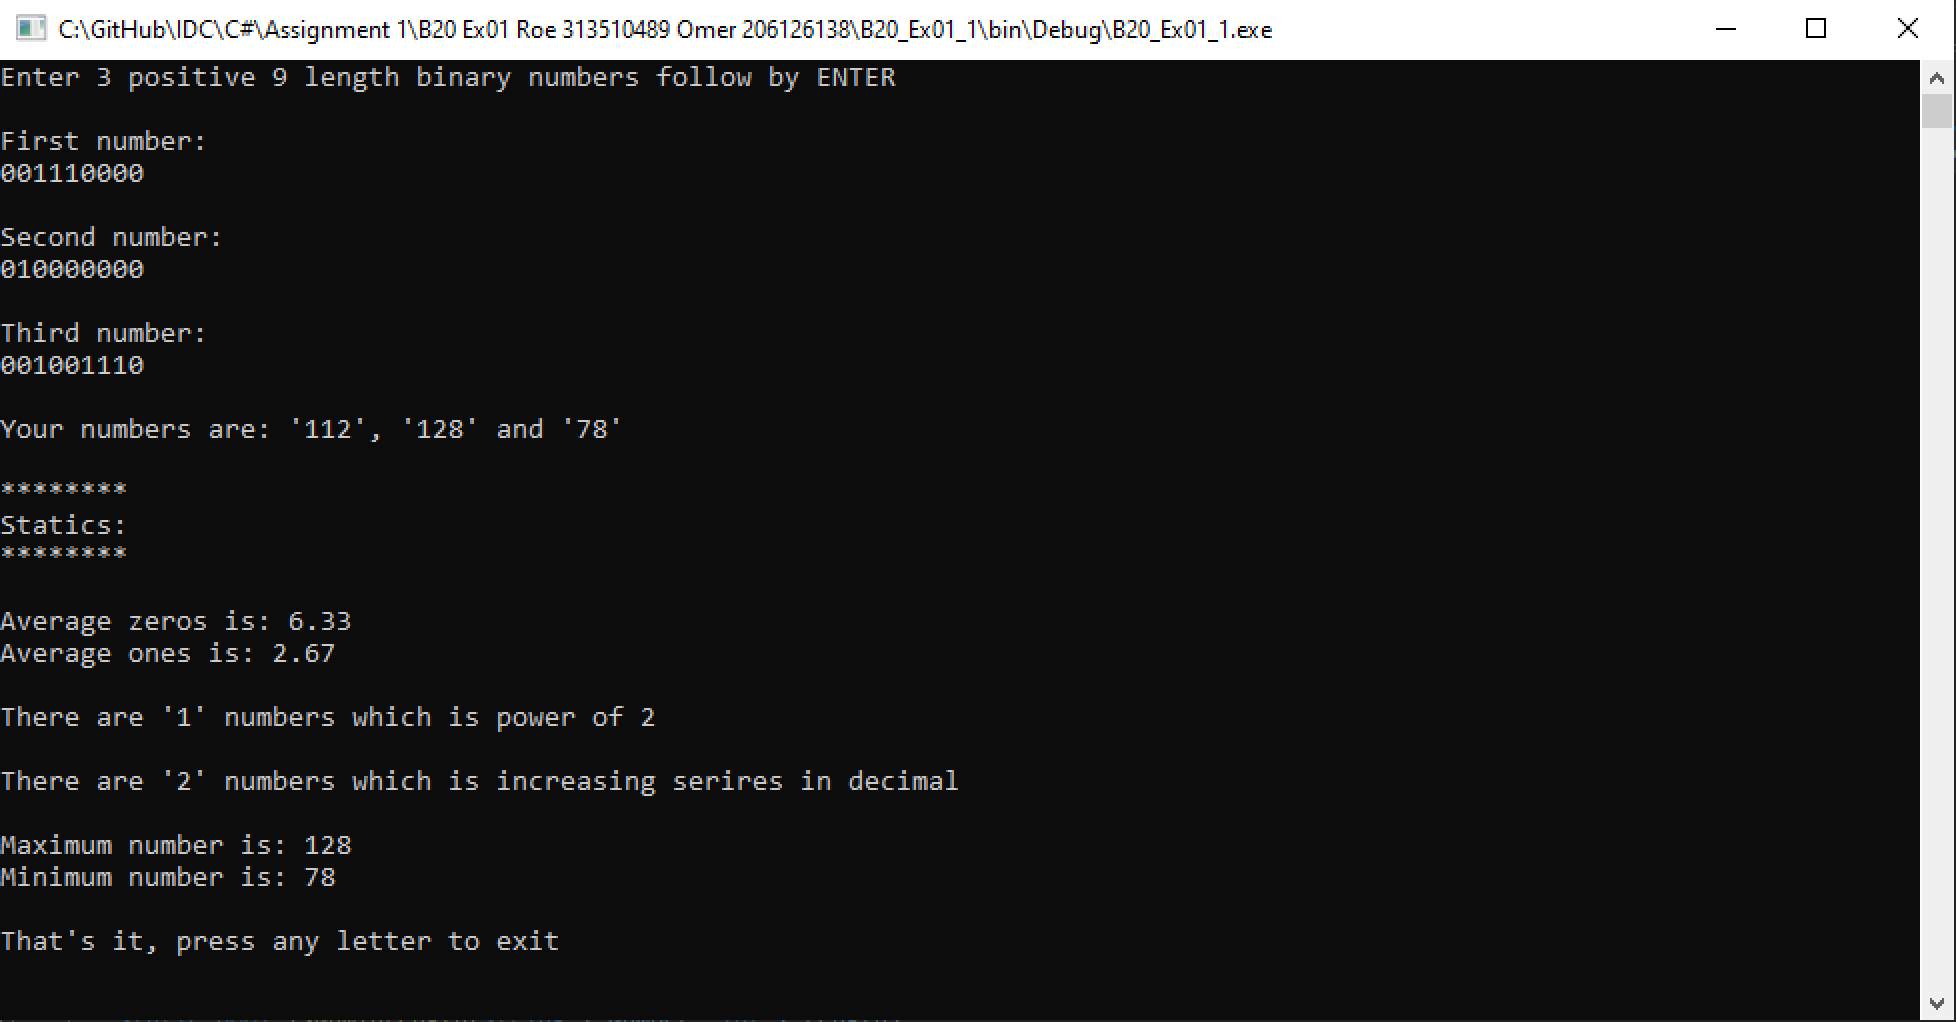 C:\GitHub\IDC\C#\Assignment 1\B20 Ex01 Roe 313510489 Omer 206126138\B20_Ex01_1\bin\Debug\B20_Ex01_1.exe
Enter 3 positive 9 length binary numbers follow by ENTER
First number:
001110000
Second number:
010000000
Third number:
001001110
Your numbers are: '112', '128' and '78'
********
Statics:
********
Average zeros is: 6.33
Average ones is: 2.67
There are '1' numbers which is power of 2
There are '2' numbers which is increasing serires in decimal
Maximum number is: 128
Minimum number is: 78
That's it, press any letter to exit